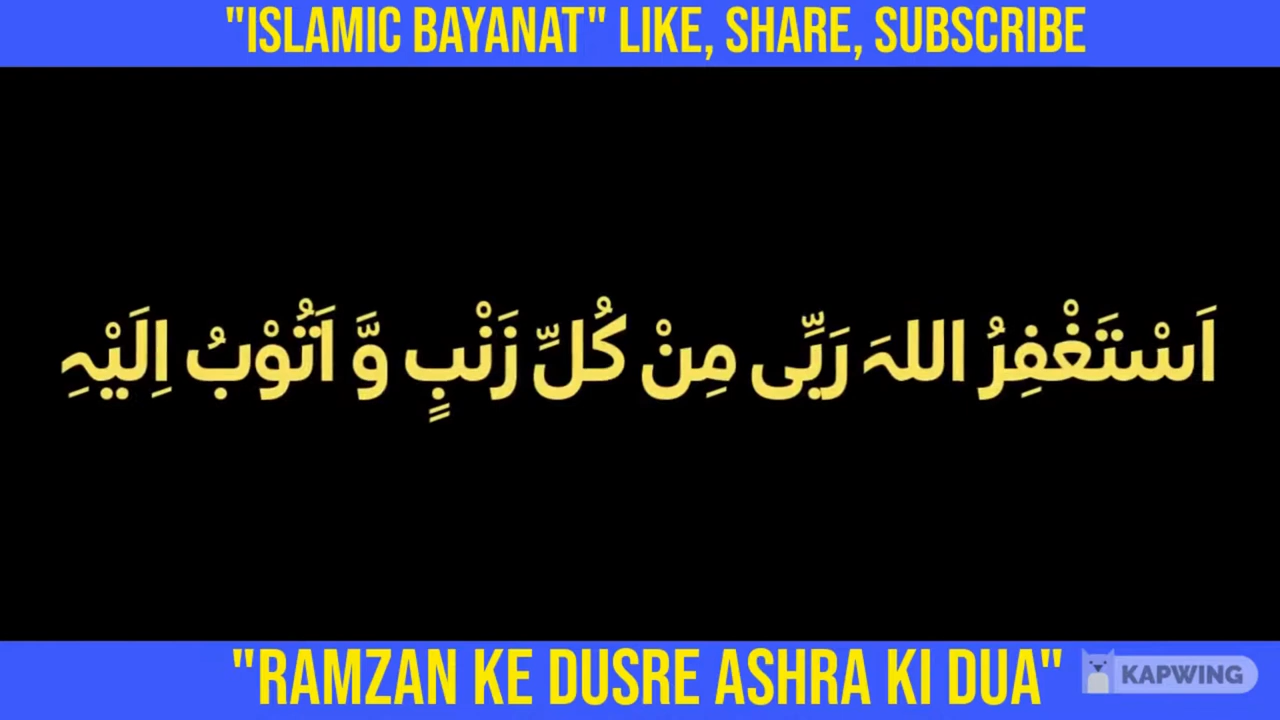 "ISLAMIC BAYANAT" LIKE, SHARE, SUBSCRIBE
اَسْتَغْفِرُ اللہَ رَبِّی مِنْ کُلِّ زَنْبٍ وَّ اَتُوْبُ اِلَیْہِ
"RAMZAN KE DUSRE ASHRA KI DUA"
KAPWING